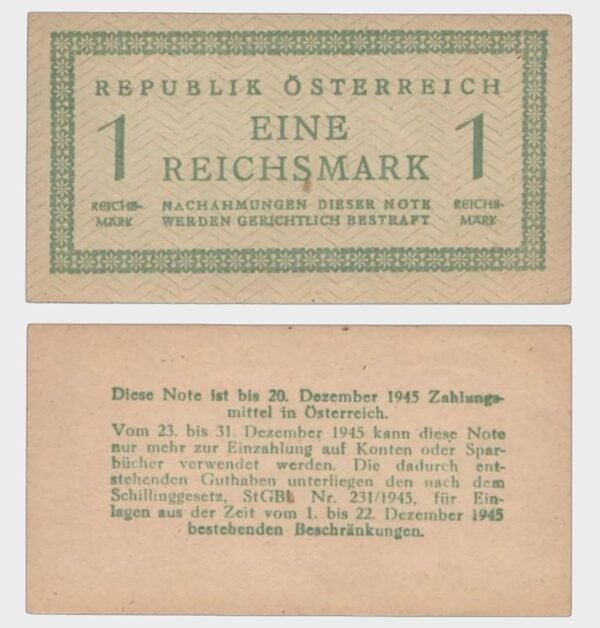 REPUBLIK ÖSTERREICH
1 EINE 1
REICHSMARK
REICHS- NACHAHMUNGEN DIESER NOTE REICHS-
MARK WERDEN GERICHTLICH BESTRAFT MARK
Diese Note ist bis 20. Dezember 1945 Zahlungs-
mittel in Österreich.
Vom 23. bis 31. Dezember 1945 kann diese Note
nur mehr zur Einzahlung auf Konten oder Spar-
bücher verwendet werden. Die dadurch ent-
stehenden Guthaben unterliegen den nach dem
Schillinggesetz, StGBl. Nr. 231/1945, für Ein-
lagen aus der Zeit vom 1. bis 22. Dezember 1945
bestehenden Beschränkungen.